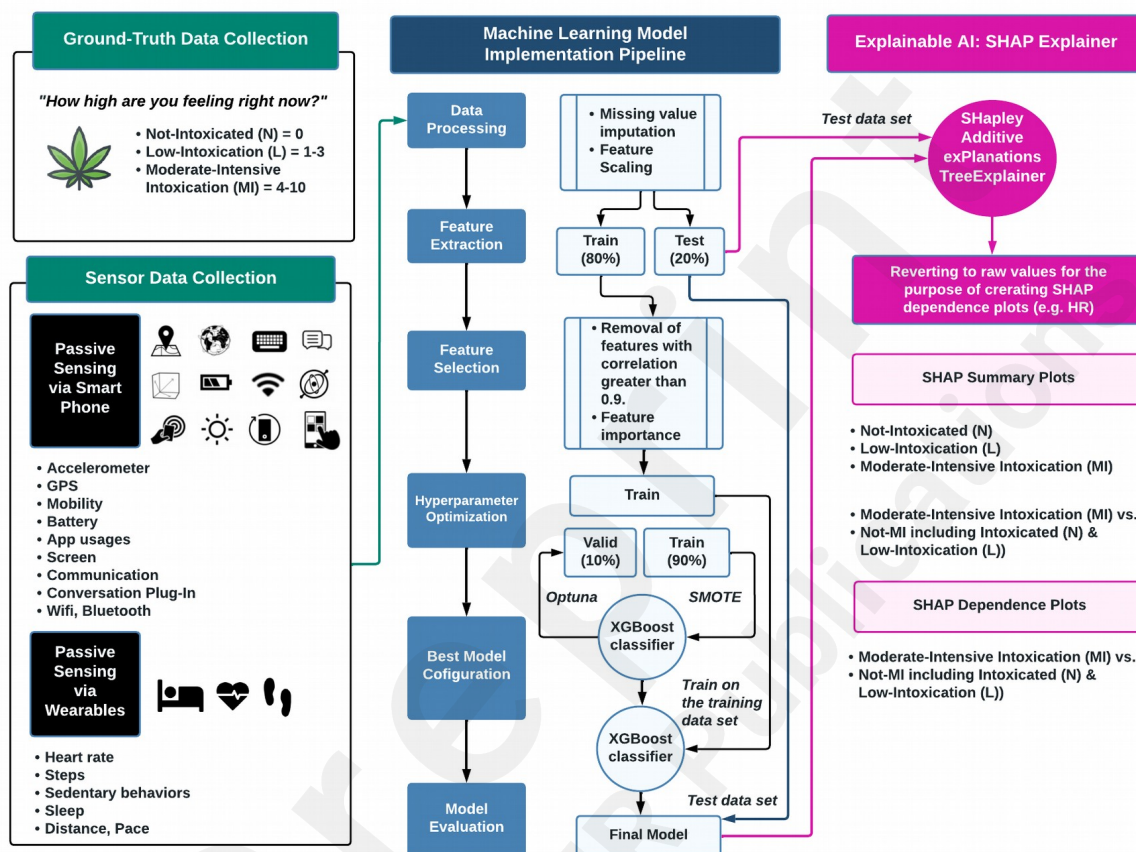 Ground-Truth Data Collection
"How high are you feeling right now?"
• Not-Intoxicated (N) = 0
• Low-Intoxication (L) = 1-3
• Moderate-Intensive
Intoxication (MI) = 4-10
Sensor Data Collection
Passive
Sensing
via Smart
Phone
• Accelerometer
• GPS
• Mobility
• Battery
• App usages
• Screen
• Communication
• Conversation Plug-In
• Wifi, Bluetooth
Passive
Sensing
via
Wearables
• Heart rate
• Steps
• Sedentary behaviors
• Sleep
• Distance, Pace
Machine Learning Model
Implementation Pipeline
Data
Processing
Feature
Extraction
Feature
Selection
Hyperparameter
Optimization
Best Model
Cofiguration
Model
Evaluation
• Missing value
imputation
• Feature
Scaling
Train
(80%)
Test
(20%)
• Removal of
features with
correlation
greater than
0.9.
• Feature
importance
Train
Valid
(10%)
Train
(90%)
Optuna
SMOTE
XGBoost
classifier
Train on
the training
data set
XGBoost
classifier
Test data set
Final Model
Explainable AI: SHAP Explainer
Test data set
SHapley
Additive
exPlanations
TreeExplainer
Reverting to raw values for the
purpose of crerating SHAP
dependence plots (e.g. HR)
SHAP Summary Plots
• Not-Intoxicated (N)
• Low-Intoxication (L)
• Moderate-Intensive Intoxication (MI)
• Moderate-Intensive Intoxication (MI) vs.
• Not-MI including Intoxicated (N) &
Low-Intoxication (L))
SHAP Dependence Plots
• Moderate-Intensive Intoxication (MI) vs.
• Not-MI including Intoxicated (N) &
Low-Intoxication (L))
Preprint
Publications